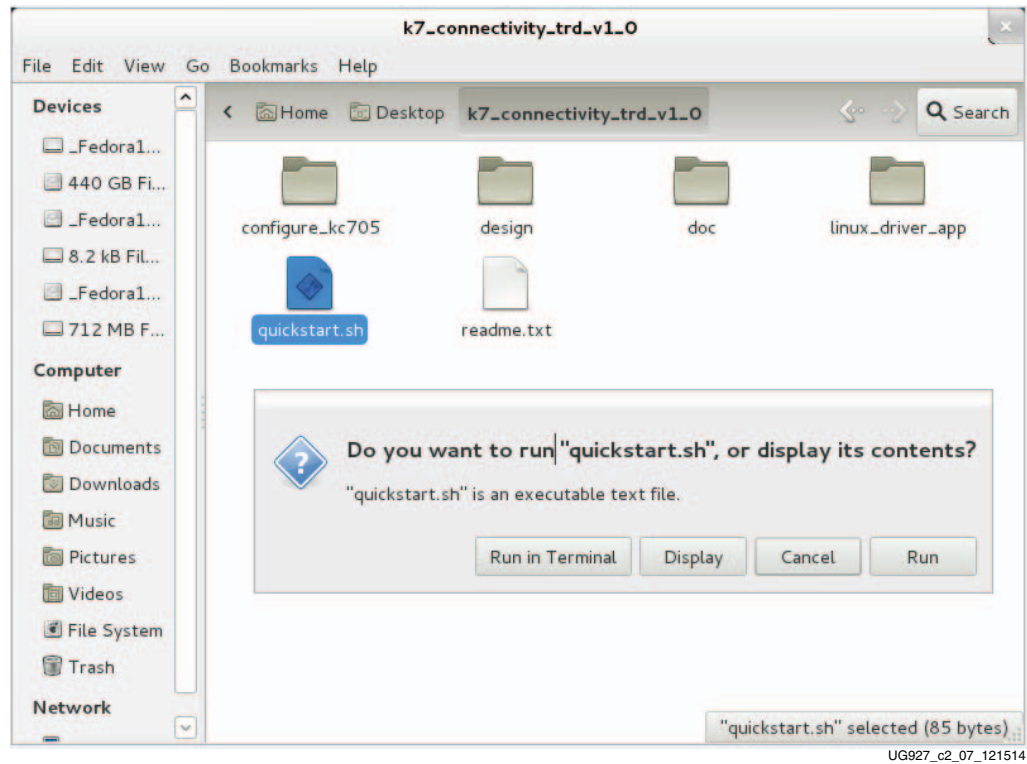 k7_connectivity_trd_v1_0
File Edit View Go Bookmarks Help
Devices
_Fedora1...
440 GB Fi...
_Fedora1...
8.2 kB Fil...
_Fedora1...
712 MB F...
Computer
Home
Documents
Downloads
Music
Pictures
Videos
File System
Trash
Network
Home Desktop k7_connectivity_trd_v1_0 Search
configure_kc705 design doc linux_driver_app
quickstart.sh readme.txt
Do you want to run "quickstart.sh", or display its contents?
"quickstart.sh" is an executable text file.
Run in Terminal Display Cancel Run
"quickstart.sh" selected (85 bytes)
UG927_c2_07_121514